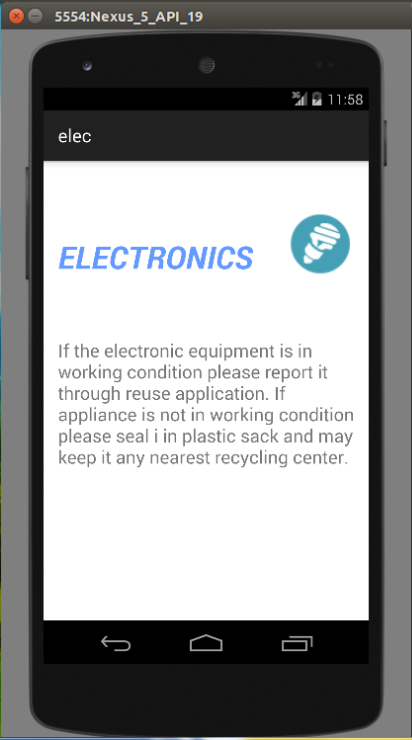 5554:Nexus_5_API_19
3G 11:58
elec
ELECTRONICS
If the electronic equipment is in
working condition please report it
through reuse application. If
appliance is not in working condition
please seal i in plastic sack and may
keep it any nearest recycling center.